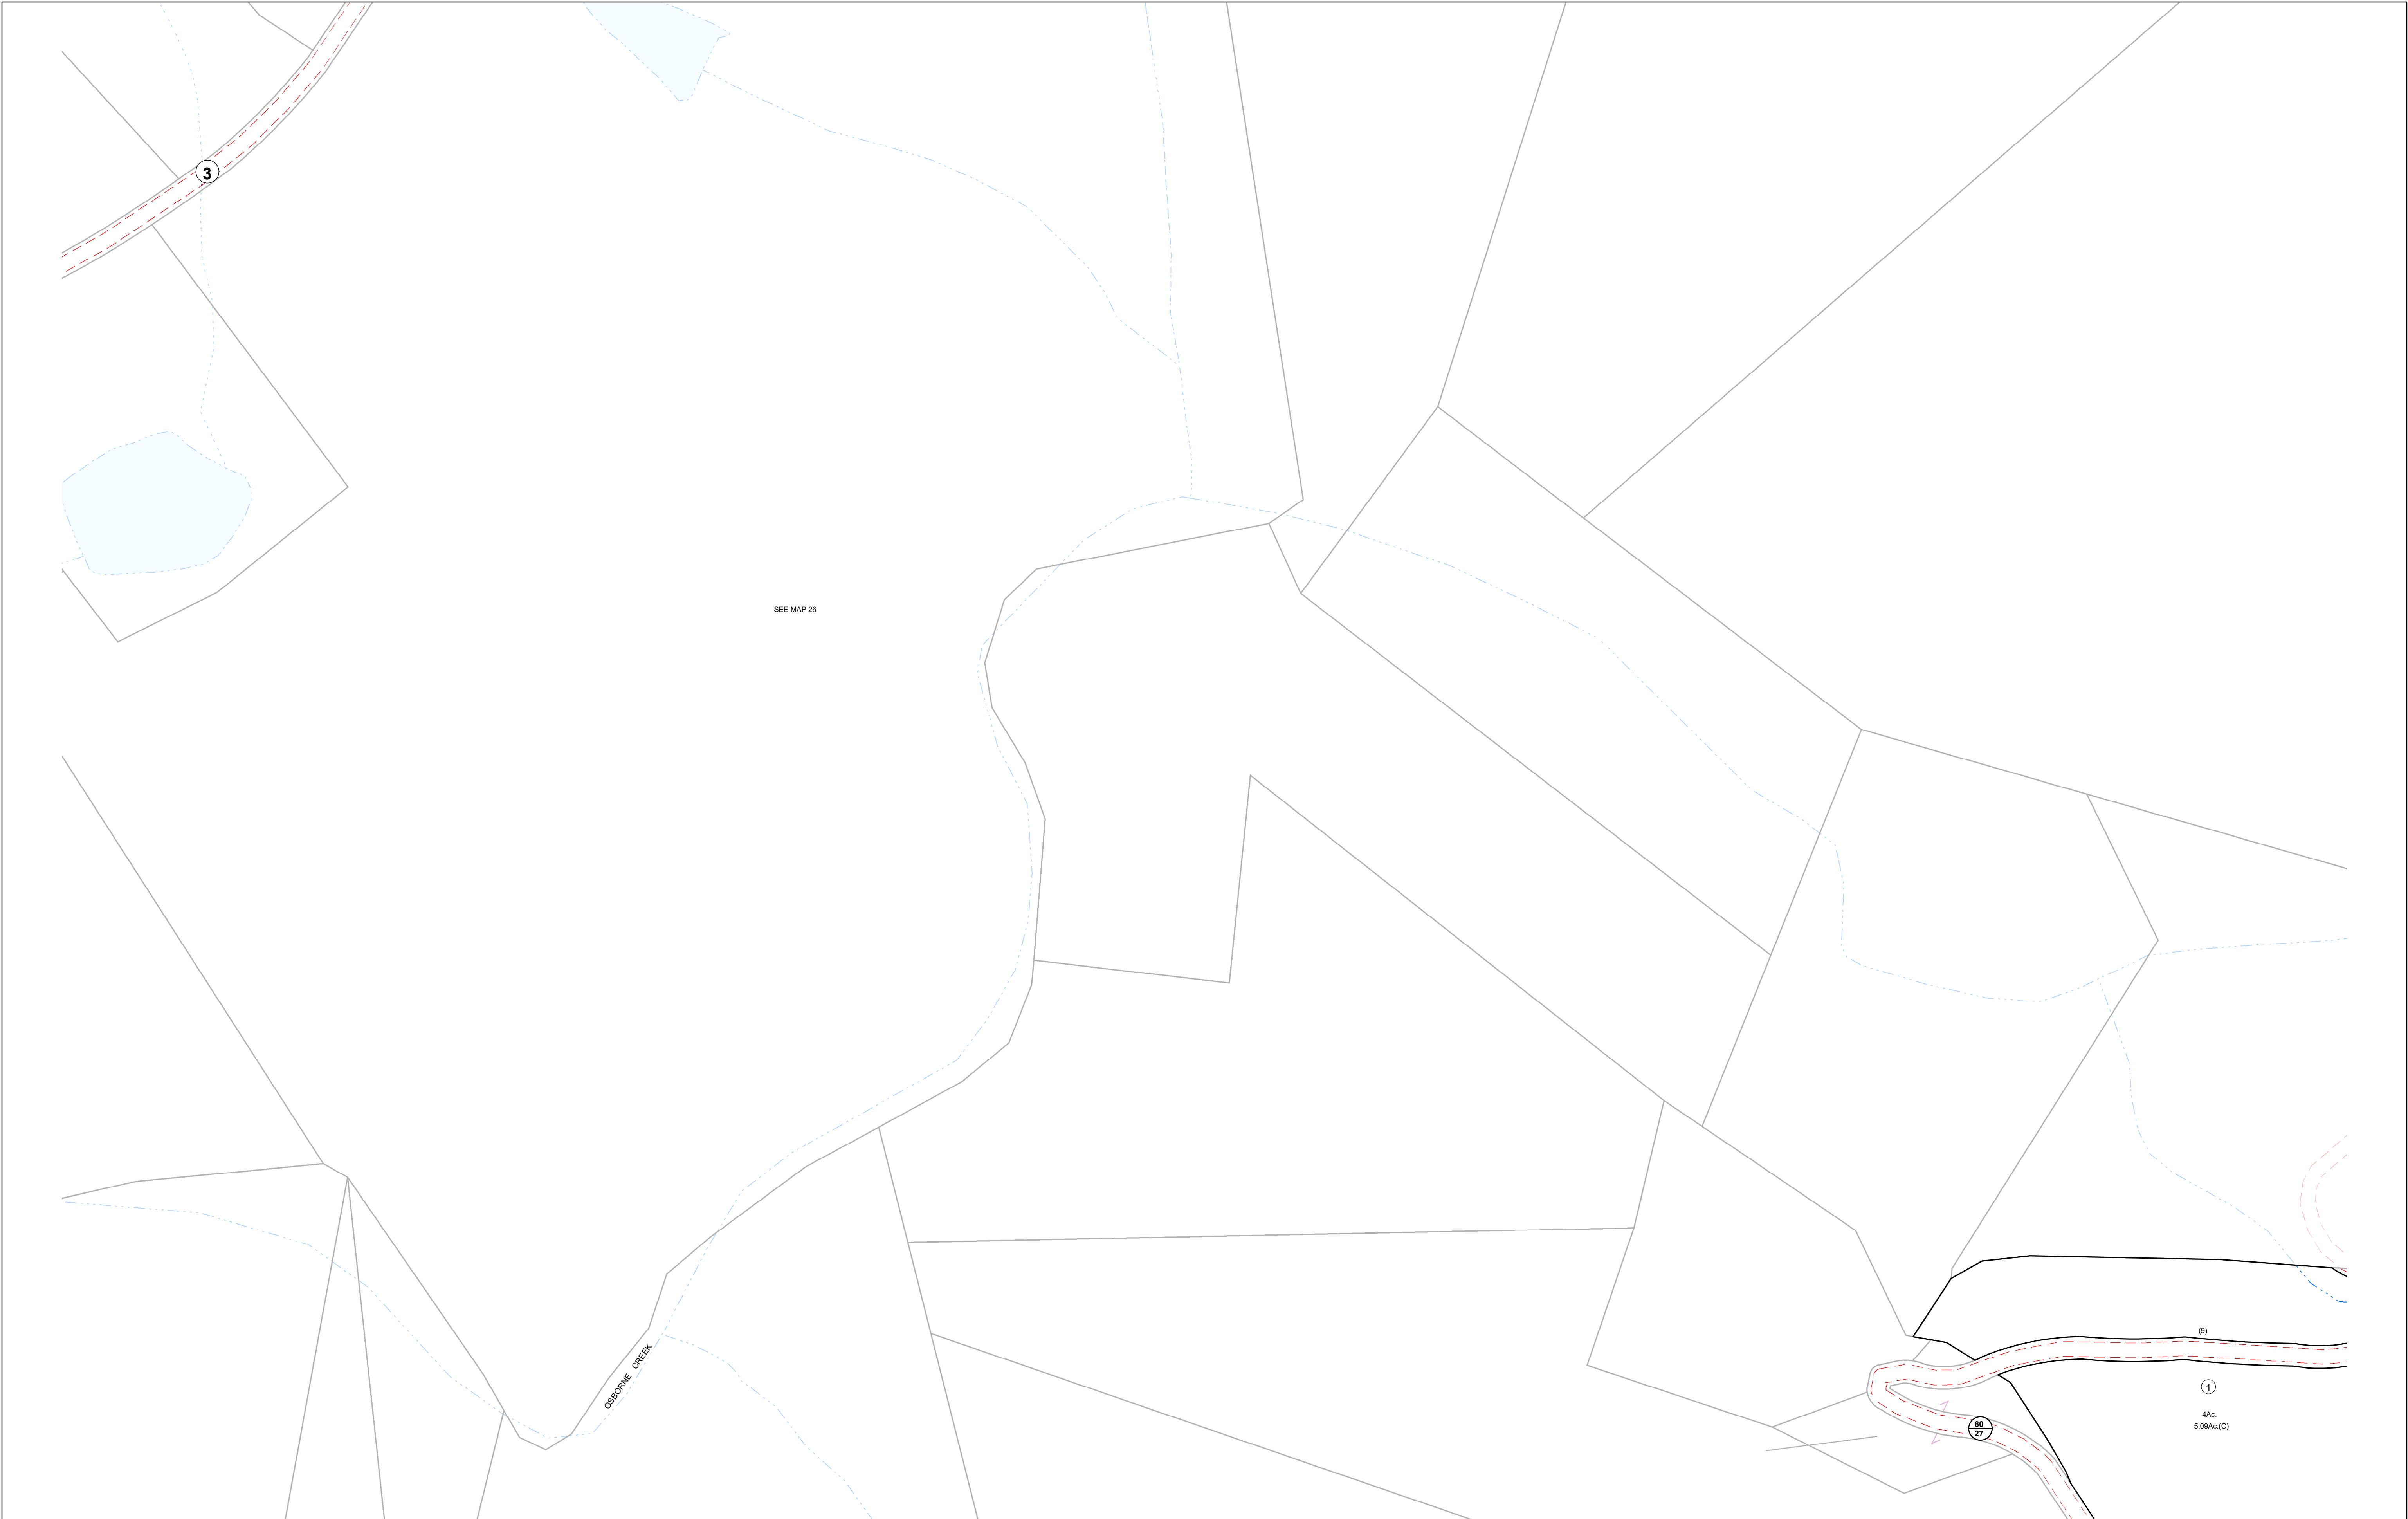 3
SEE MAP 26
OSBORNE CREEK
(9)
1
4Ac.
5.09Ac.(C)
60
27